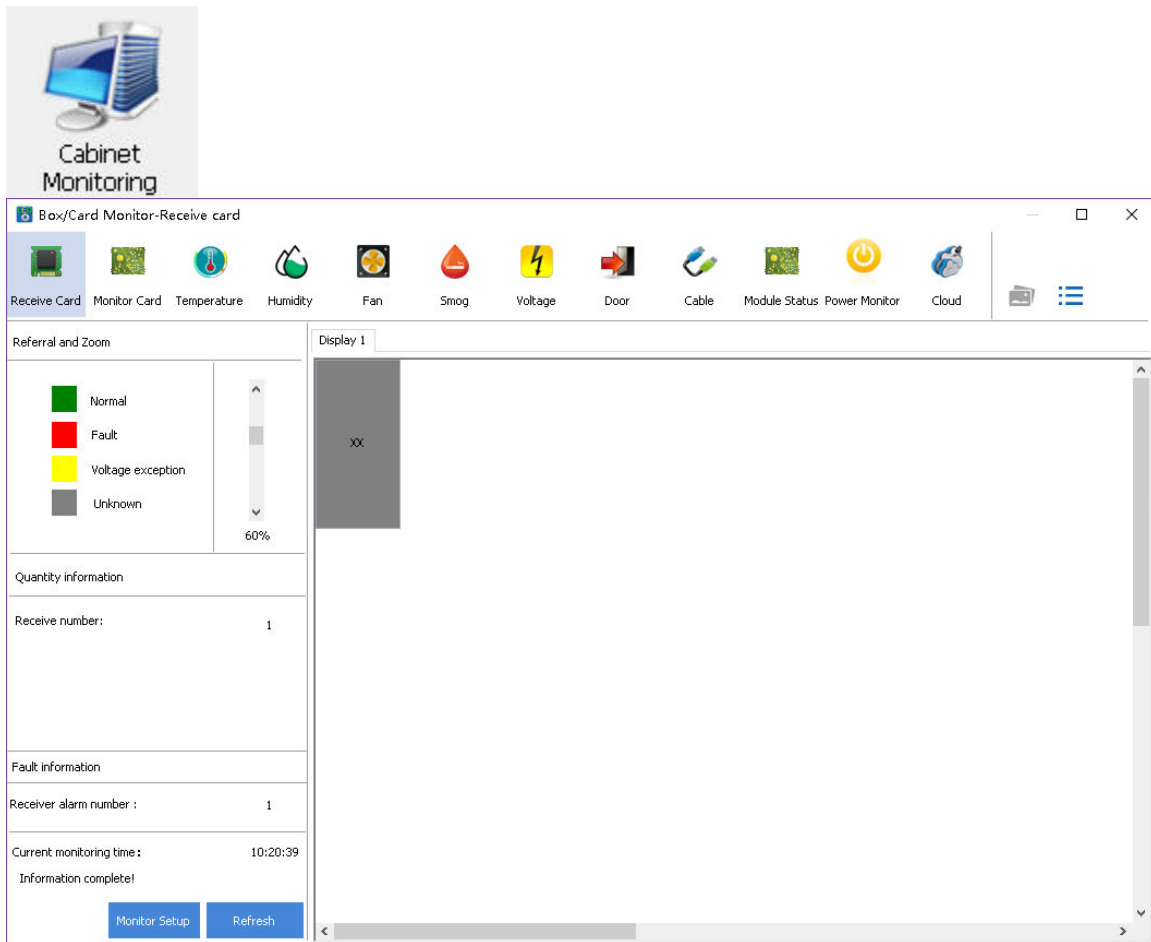 Cabinet
Monitoring
Box/Card Monitor-Receive card
Receive Card Monitor Card Temperature Humidity Fan Smog Voltage Door Cable Module Status Power Monitor Cloud
Referral and Zoom
Display 1
Normal
Fault
XX
Voltage exception
Unknown
60%
Quantity information
Receive number: 1
Fault information
Receiver alarm number : 1
Current monitoring time: 10:20:39
Information complete!
Monitor Setup Refresh